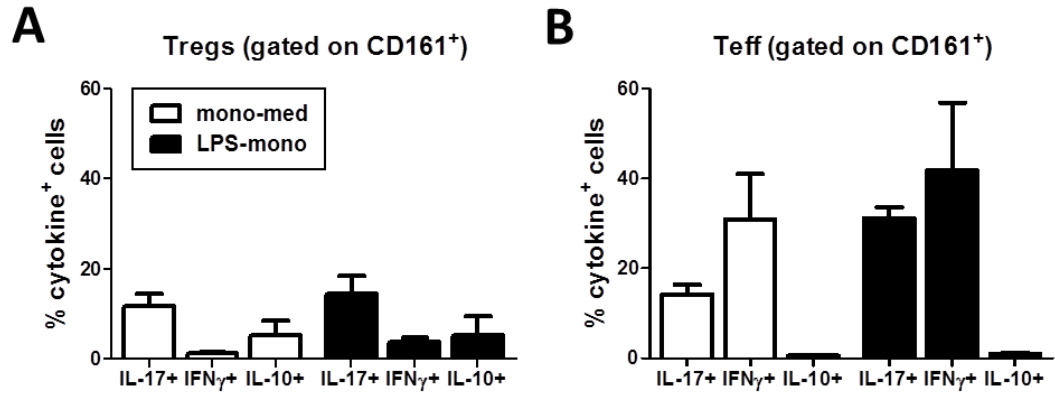 A
Tregs (gated on CD161⁺)
% cytokine⁺ cells
60
40
20
0
mono-med
LPS-mono
IL-17+ IFNγ+ IL-10+ IL-17+ IFNγ+ IL-10+
B
Teff (gated on CD161⁺)
% cytokine⁺ cells
60
40
20
0
IL-17+ IFNγ+ IL-10+ IL-17+ IFNγ+ IL-10+